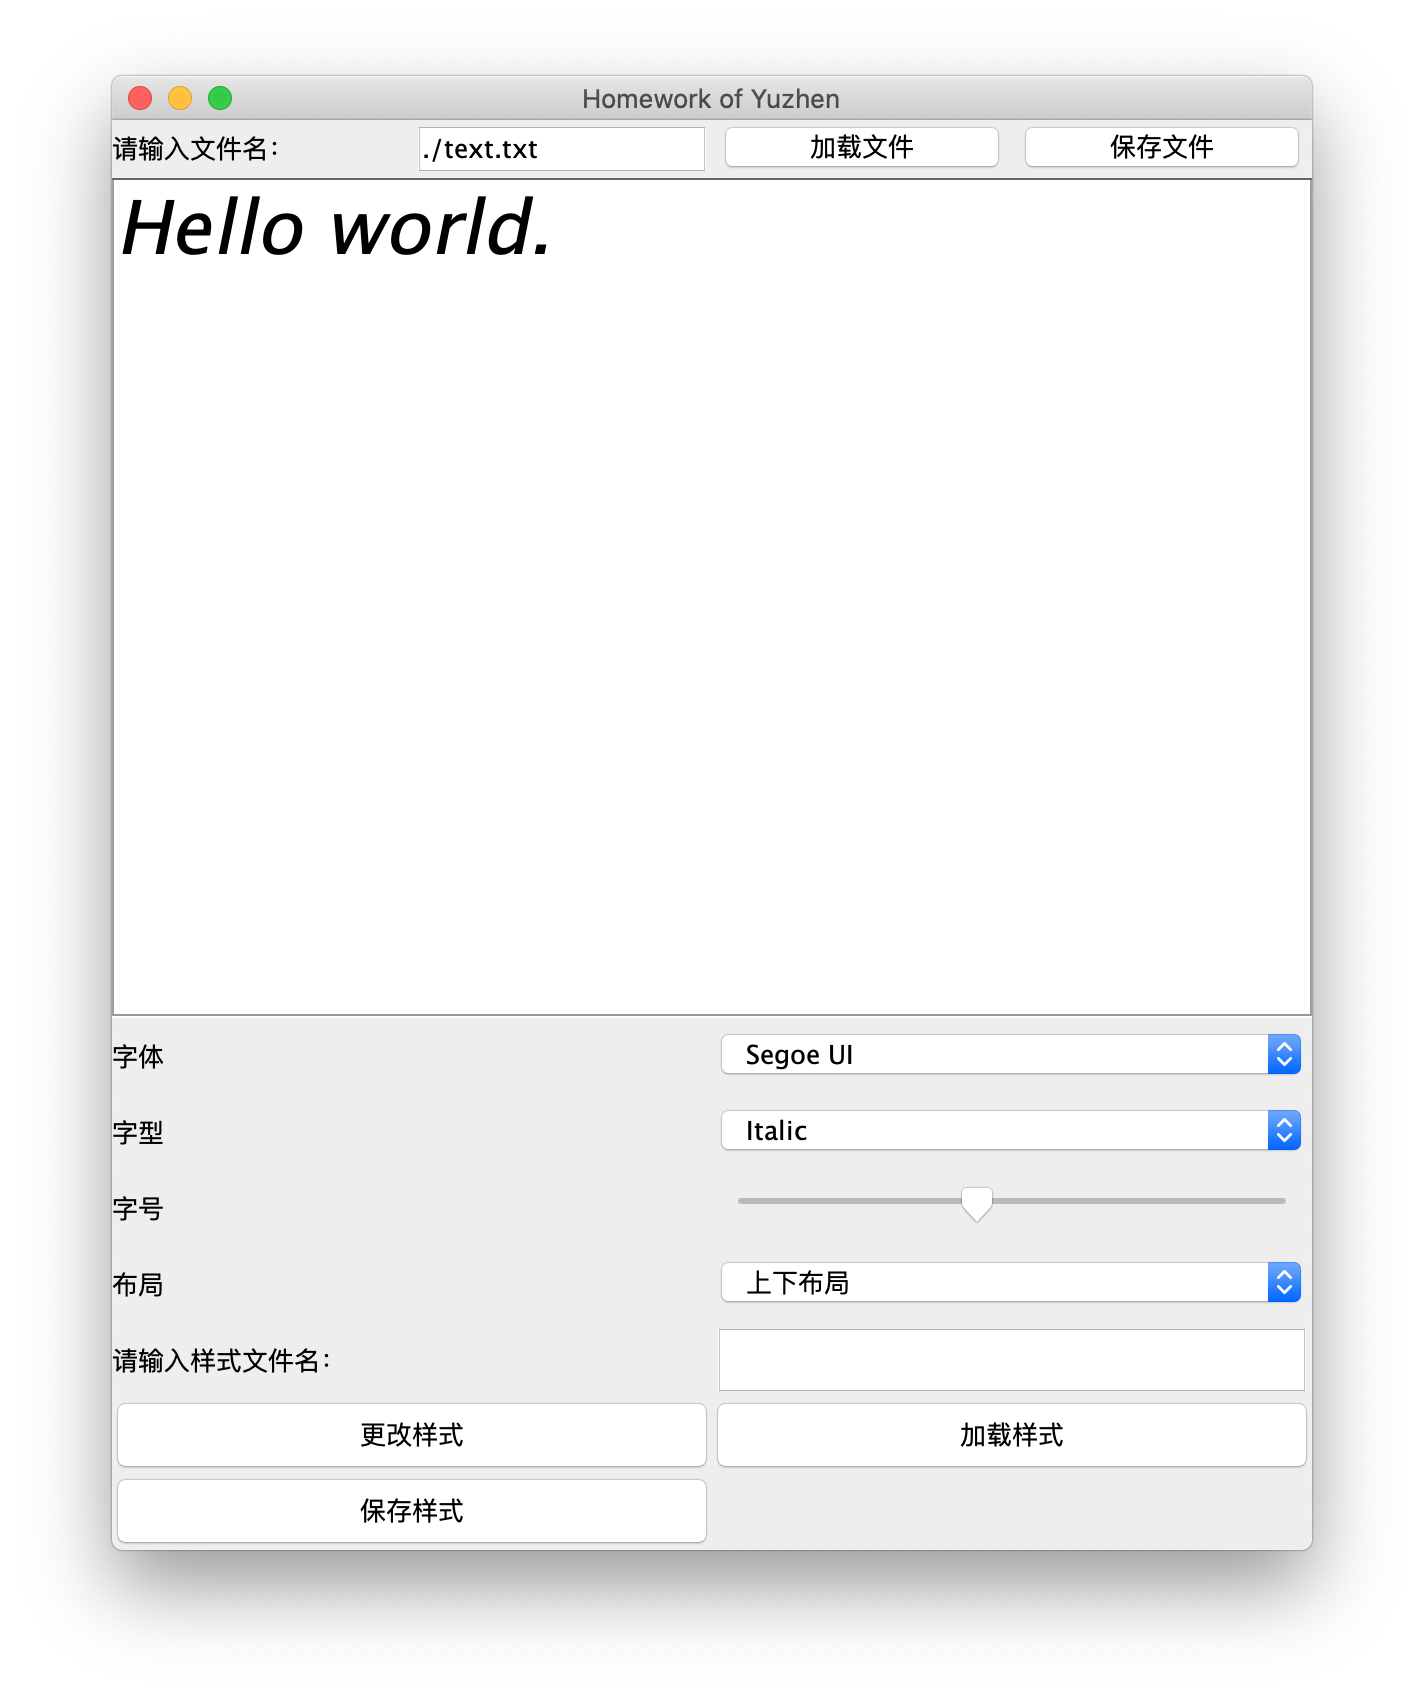 Homework of Yuzhen
请输入文件名： ./text.txt 加载文件 保存文件
Hello world.
字体 Segoe UI
字型 Italic
字号
布局 上下布局
请输入样式文件名：
更改样式 加载样式
保存样式